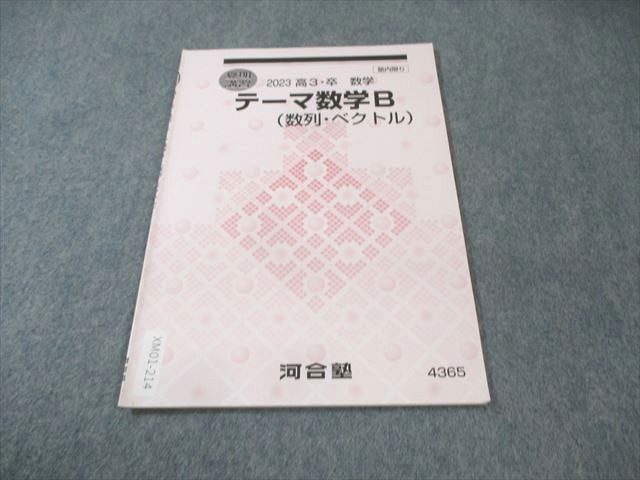 夏期
講習
塾内限り
2023 高3・卒 数学
テーマ数学B
(数列・ベクトル)
XM01-214
河合塾
4365